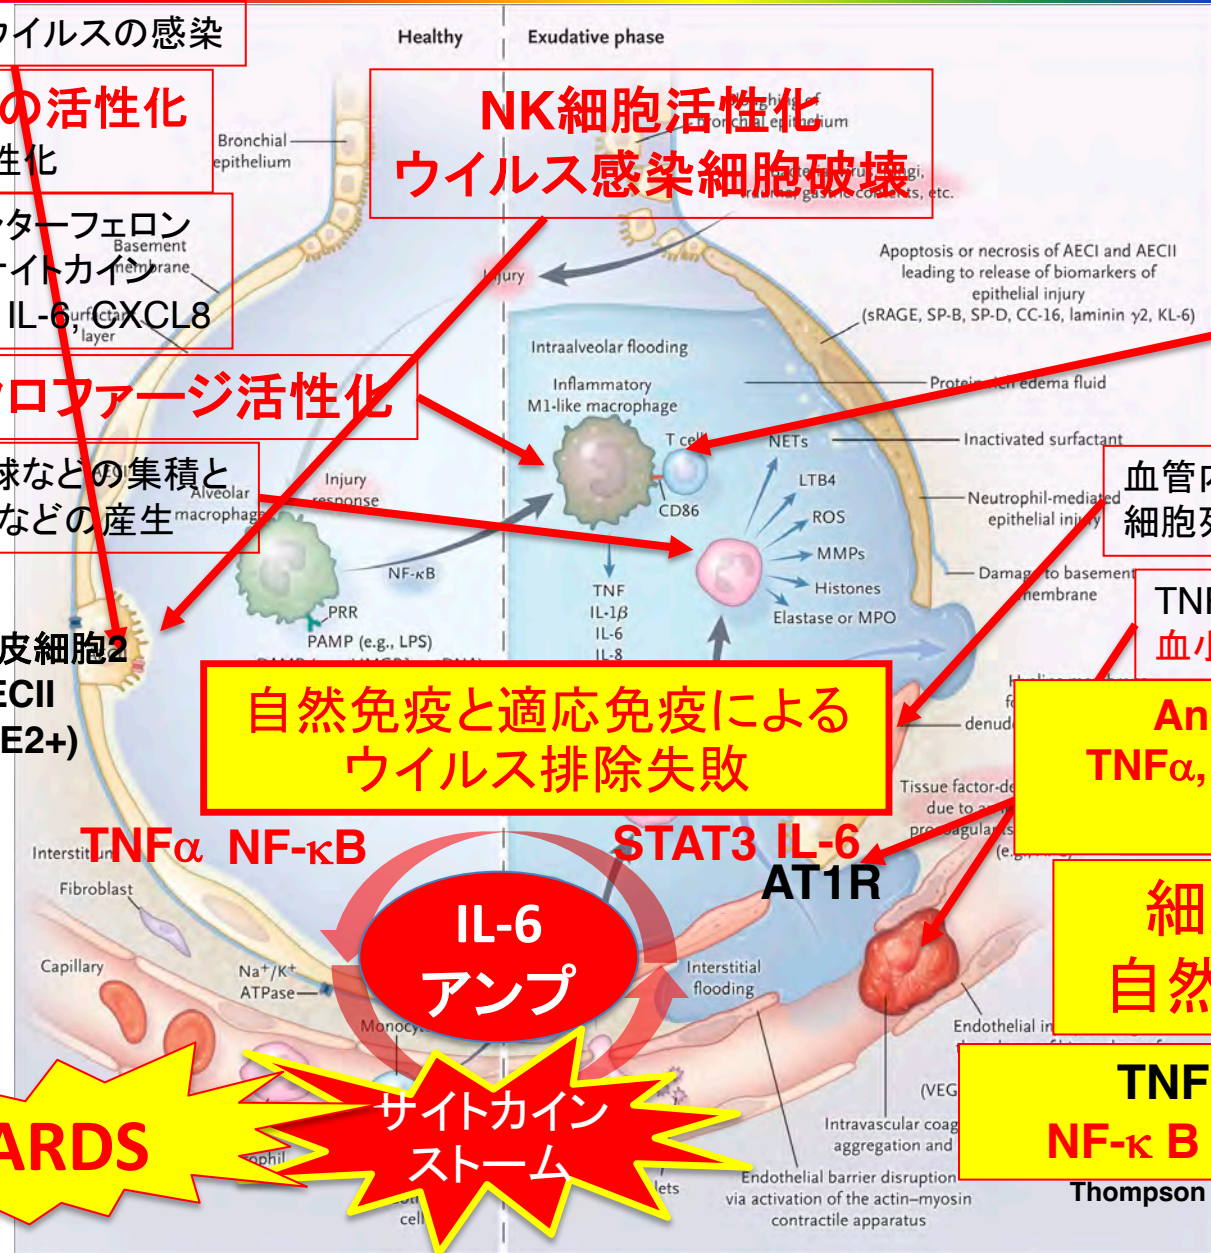 ウイルスの感染
の活性化
性化
ンターフェロン
サイトカイン
IL-6, CXCL8
クロファージ活性化
球などの集積と
などの産生
皮細胞2
ECII
E2+)
Healthy
Exudative phase
NK細胞活性化
ウイルス感染細胞破壊
Sloughing of
bronchial epithelium
Bronchial
epithelium
Basement
membrane
Surfactant
layer
Injury
Apoptosis or necrosis of AECI and AECII
leading to release of biomarkers of
epithelial injury
(sRAGE, SP-B, SP-D, CC-16, laminin γ2, KL-6)
Intraalveolar flooding
Inflammatory
M1-like macrophage
Protein-rich edema fluid
T cell
NETs
Inactivated surfactant
AECI
Alveolar
macrophage
Injury
response
LTB4
CD86
ROS
Neutrophil-mediated
epithelial injury
血管内
細胞死
MMPs
NF-κB
Damage to basement
membrane
TNF
IL-1β
IL-6
IL-8
Histones
Elastase or MPO
PRR
PAMP (e.g., LPS)
TNF
血小
自然免疫と適応免疫による
ウイルス排除失敗
denud
An
TNFα,
Tissue factor-de
due to
procoagulant
(e.g.,
Interstitium
TNFα NF-κB
STAT3 IL-6
AT1R
Fibroblast
IL-6
アンプ
細
自然
Capillary
Na⁺/K⁺
ATPase
Interstitial
flooding
Monocyt
Endothelial in
(VEG
TNF
NF-κ B
サイトカイン
ストーム
ARDS
ophil
lets
cell
Intravascular coag
aggregation and
Endothelial barrier disruption
via activation of the actin–myosin
contractile apparatus
Thompson